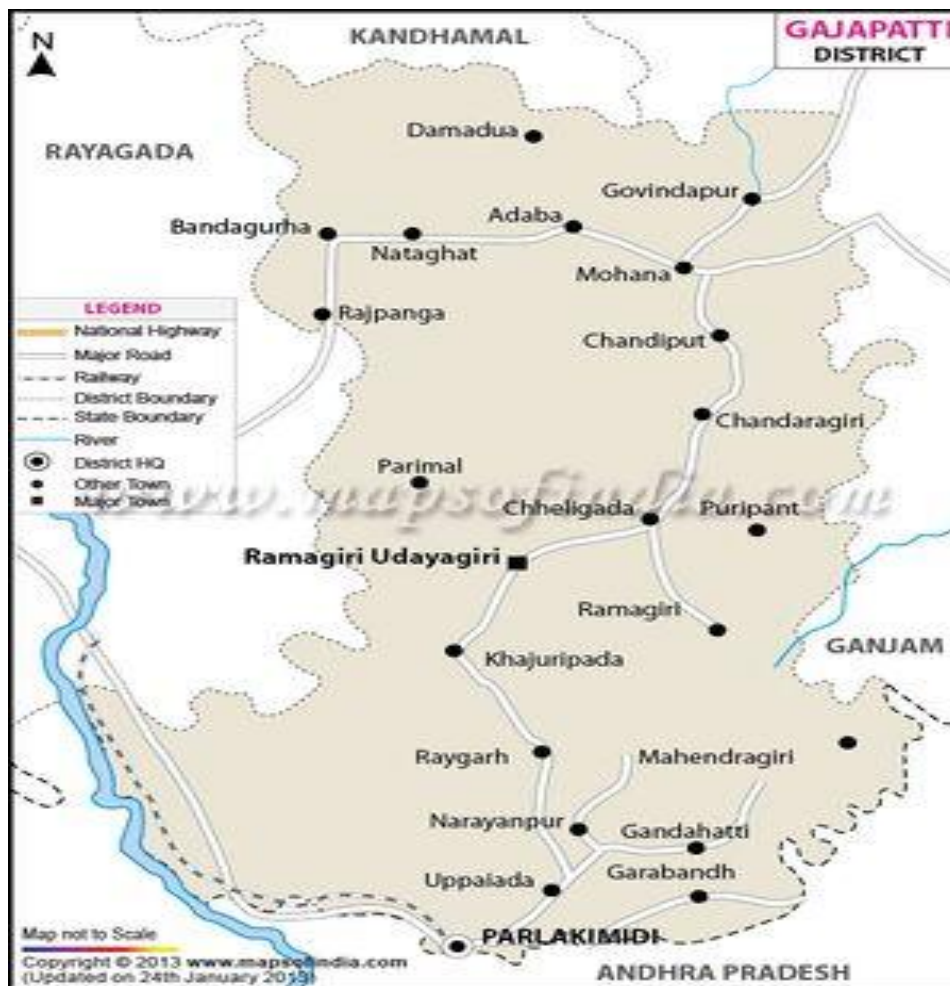 GAJAPATTI
DISTRICT
N
KANDHAMAL
RAYAGADA
Damadua
Govindapur
Adaba
Bandagurha
Nataghat
Mohana
LEGEND
National Highway
Major Road
Railway
District Boundary
State Boundary
River
District HQ
Other Town
Major Town
Rajpanga
Chandiput
Chandaragiri
Parimal
www.mapsofindia.com
Chheligada
Puripant
Ramagiri Udayagiri
Ramagiri
GANJAM
Khajuripada
Raygarh
Mahendragiri
Narayanpur
Gandahatti
Garabandh
Uppaiada
PARLAKIMIDI
Map not to Scale
Copyright © 2013 www.mapsofindia.com
(Updated on 24th January 2013)
ANDHRA PRADESH